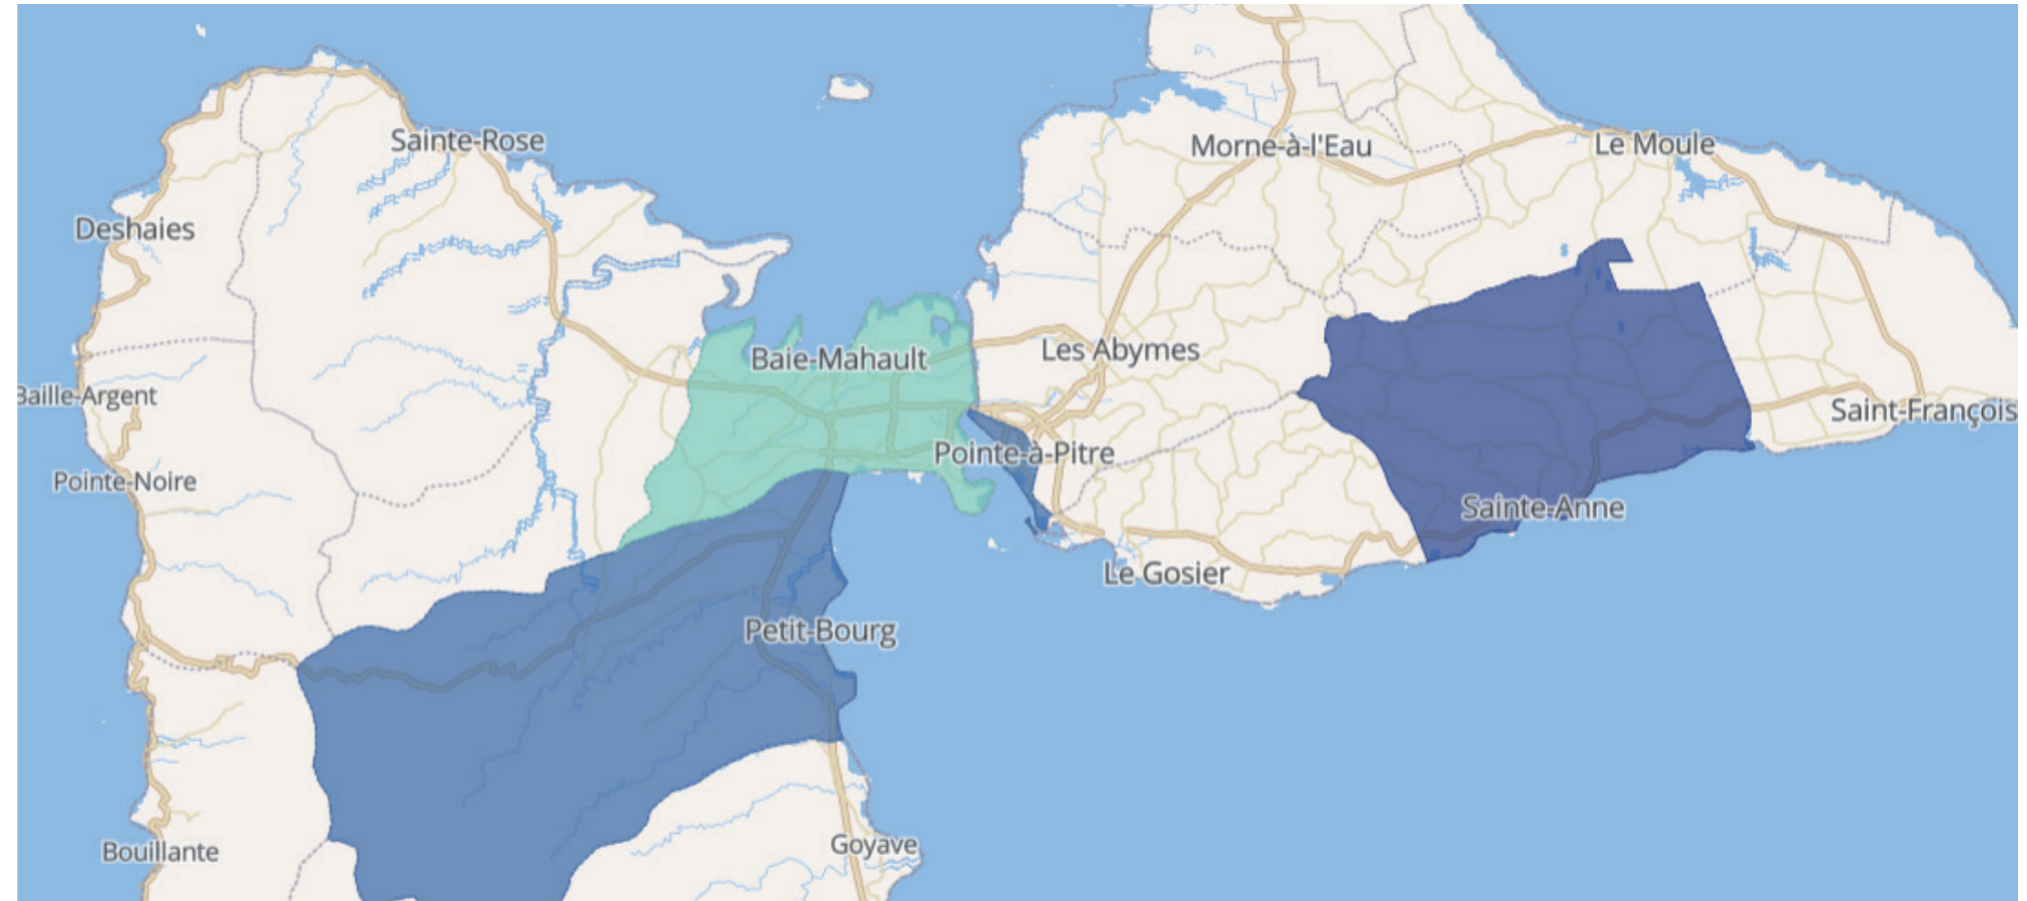 Sainte-Rose
Morne-à-l'Eau
Le Moule
Deshaies
Baie-Mahault
Les Abymes
Baille-Argent
Saint-François
Pointe-à-Pitre
Pointe-Noire
Sainte-Anne
Le Gosier
Petit-Bourg
Goyave
Bouillante